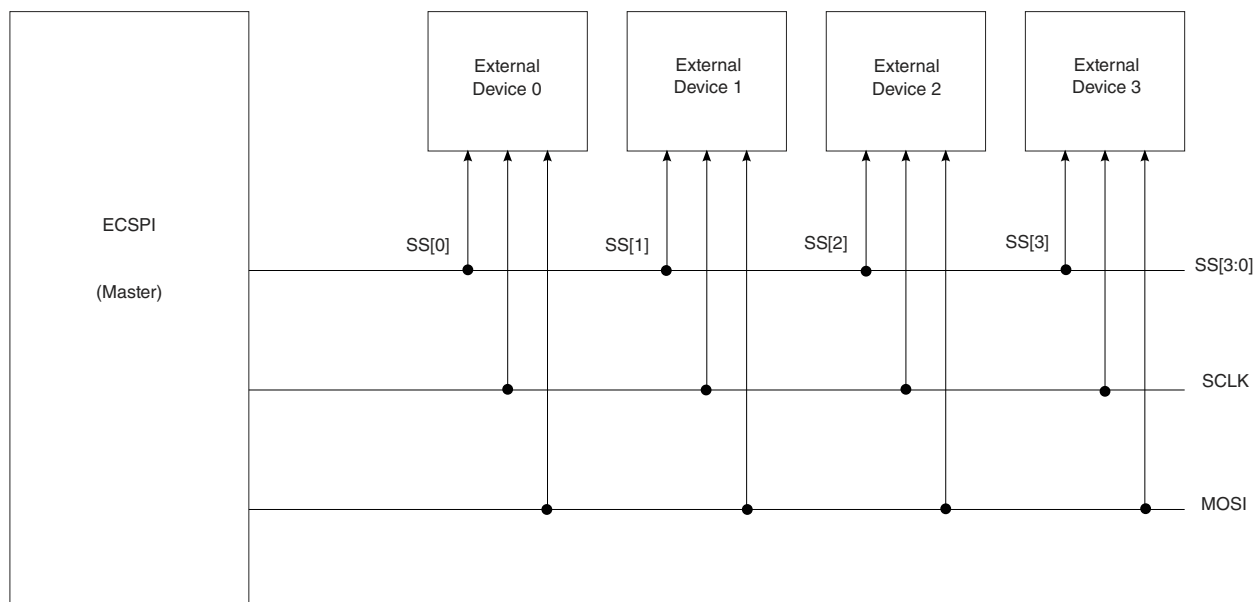 External
Device 0
External
Device 1
External
Device 2
External
Device 3
ECSPI
(Master)
SS[0]
SS[1]
SS[2]
SS[3]
SS[3:0]
SCLK
MOSI